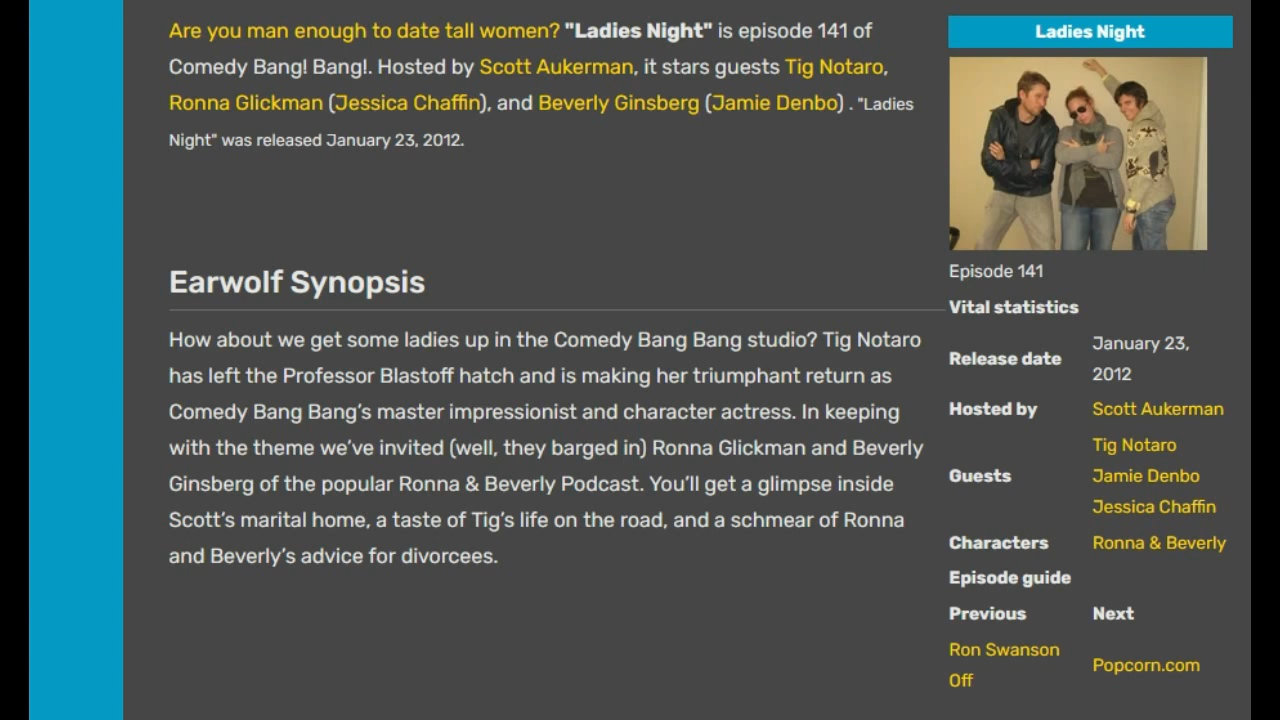 Are you man enough to date tall women? "Ladies Night" is episode 141 of
Comedy Bang! Bang!. Hosted by Scott Aukerman, it stars guests Tig Notaro,
Ronna Glickman (Jessica Chaffin), and Beverly Ginsberg (Jamie Denbo) . "Ladies
Night" was released January 23, 2012.
Earwolf Synopsis
How about we get some ladies up in the Comedy Bang Bang studio? Tig Notaro
has left the Professor Blastoff hatch and is making her triumphant return as
Comedy Bang Bang’s master impressionist and character actress. In keeping
with the theme we’ve invited (well, they barged in) Ronna Glickman and Beverly
Ginsberg of the popular Ronna & Beverly Podcast. You’ll get a glimpse inside
Scott’s marital home, a taste of Tig’s life on the road, and a schmear of Ronna
and Beverly’s advice for divorcees.
Ladies Night
Episode 141
Vital statistics
Release date January 23,
2012
Hosted by Scott Aukerman
Guests Tig Notaro
Jamie Denbo
Jessica Chaffin
Characters Ronna & Beverly
Episode guide
Previous Next
Ron Swanson
Off Popcorn.com